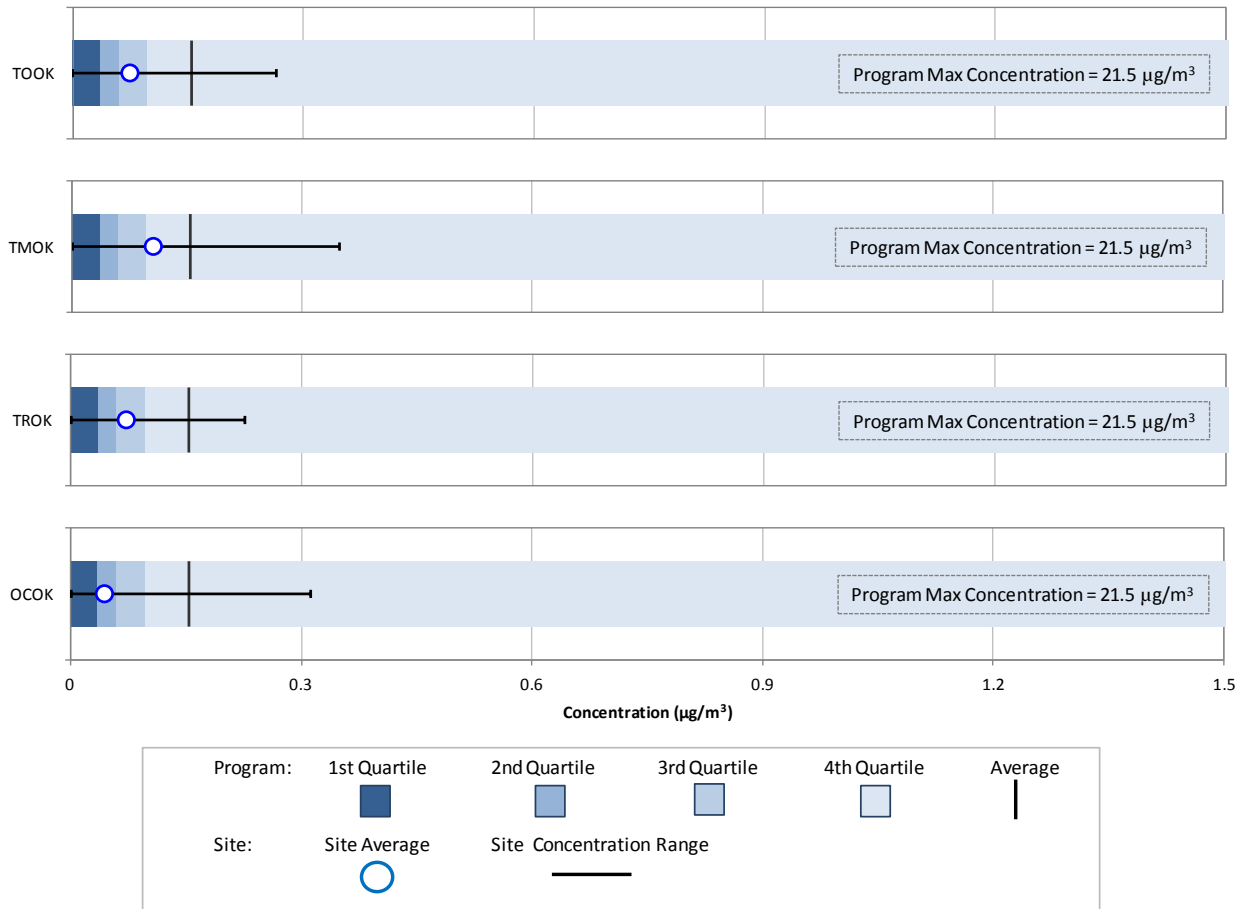 TOOK
Program Max Concentration = 21.5 µg/m³
TMOK
Program Max Concentration = 21.5 µg/m³
TROK
Program Max Concentration = 21.5 µg/m³
OCOK
Program Max Concentration = 21.5 µg/m³
0 0.3 0.6 0.9 1.2 1.5
Concentration (µg/m³)
Program: 1st Quartile 2nd Quartile 3rd Quartile 4th Quartile Average
Site: Site Average Site Concentration Range